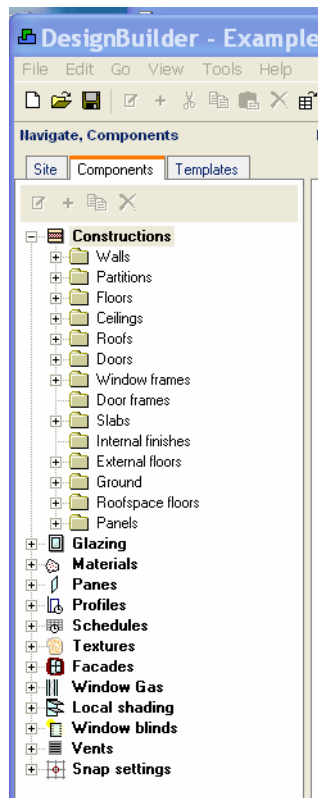 DesignBuilder - Example
File Edit Go View Tools Help
Navigate, Components
Site Components Templates
Constructions
Walls
Partitions
Floors
Ceilings
Roofs
Doors
Window frames
Door frames
Slabs
Internal finishes
External floors
Ground
Roofspace floors
Panels
Glazing
Materials
Panes
Profiles
Schedules
Textures
Facades
Window Gas
Local shading
Window blinds
Vents
Snap settings